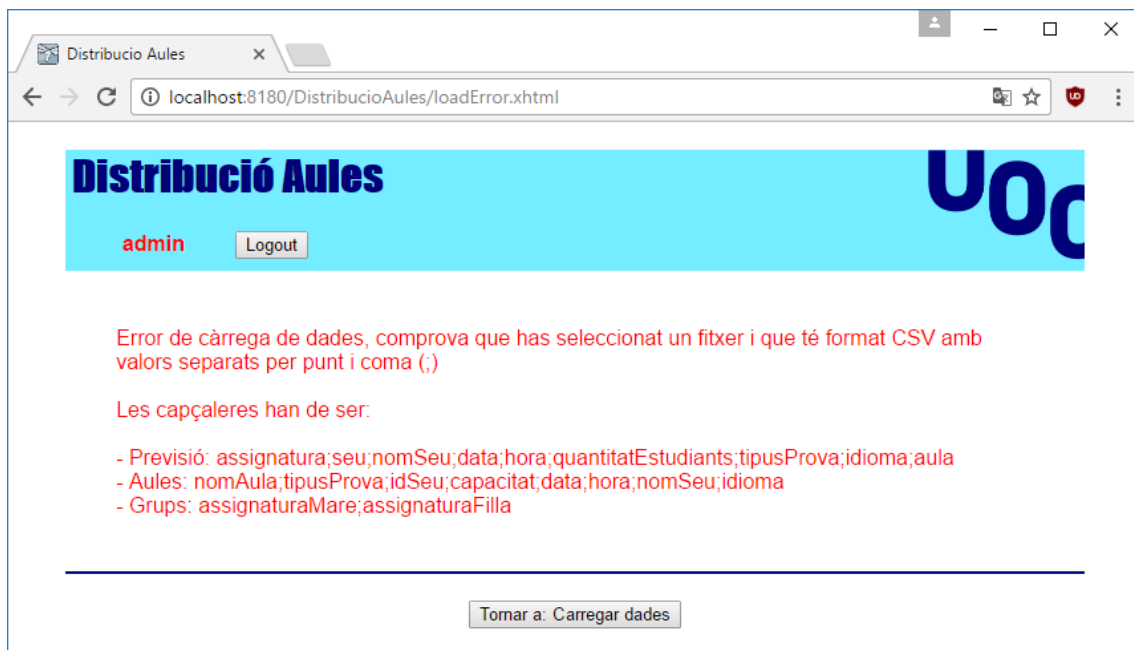 Distribucio Aules
localhost:8180/DistribucioAules/loadError.xhtml
Distribució Aules
UOC
admin
Logout
Error de càrrega de dades, comprova que has seleccionat un fitxer i que té format CSV amb
valors separats per punt i coma (;)
Les capçaleres han de ser:
- Previsió: assignatura;seu;nomSeu;data;hora;quantitatEstudiants;tipusProva;idioma;aula
- Aules: nomAula;tipusProva;idSeu;capacitat;data;hora;nomSeu;idioma
- Grups: assignaturaMare;assignaturaFilla
Tornar a: Carregar dades